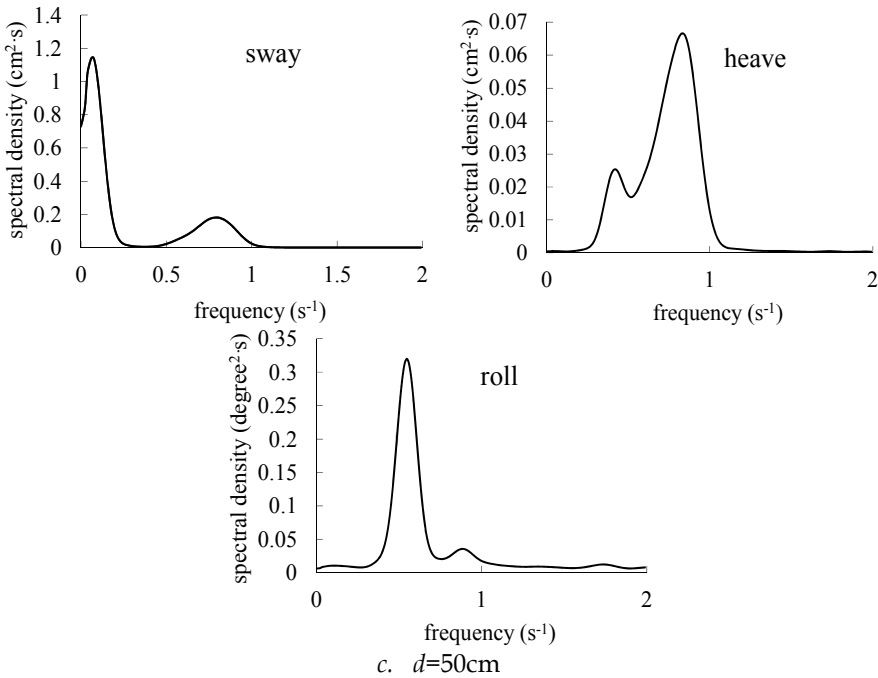 sway
spectral density (cm²·s)
1.4
1.2
1
0.8
0.6
0.4
0.2
0
0 0.5 1 1.5 2
frequency (s⁻¹)
heave
spectral density (cm²·s)
0.07
0.06
0.05
0.04
0.03
0.02
0.01
0
0 1 2
frequency (s⁻¹)
roll
spectral density (degree²·s)
0.35
0.3
0.25
0.2
0.15
0.1
0.05
0
0 1 2
frequency (s⁻¹)
c. d=50cm